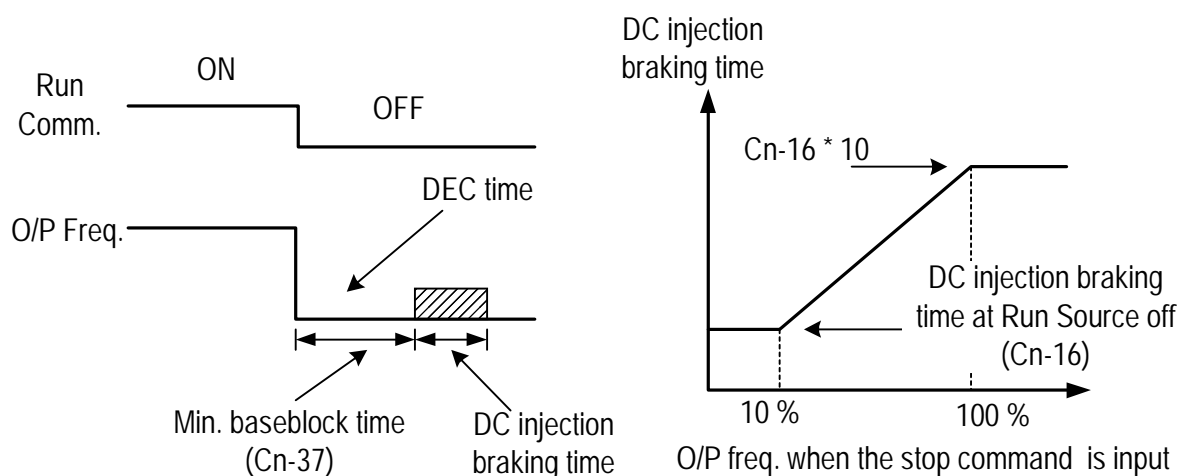 ON
Run
Comm.
OFF
DEC time
O/P Freq.
Min. baseblock time
(Cn-37)
DC injection
braking time
DC injection
braking time
Cn-16 * 10
DC injection braking
time at Run Source off
(Cn-16)
10 %
100 %
O/P freq. when the stop command is input